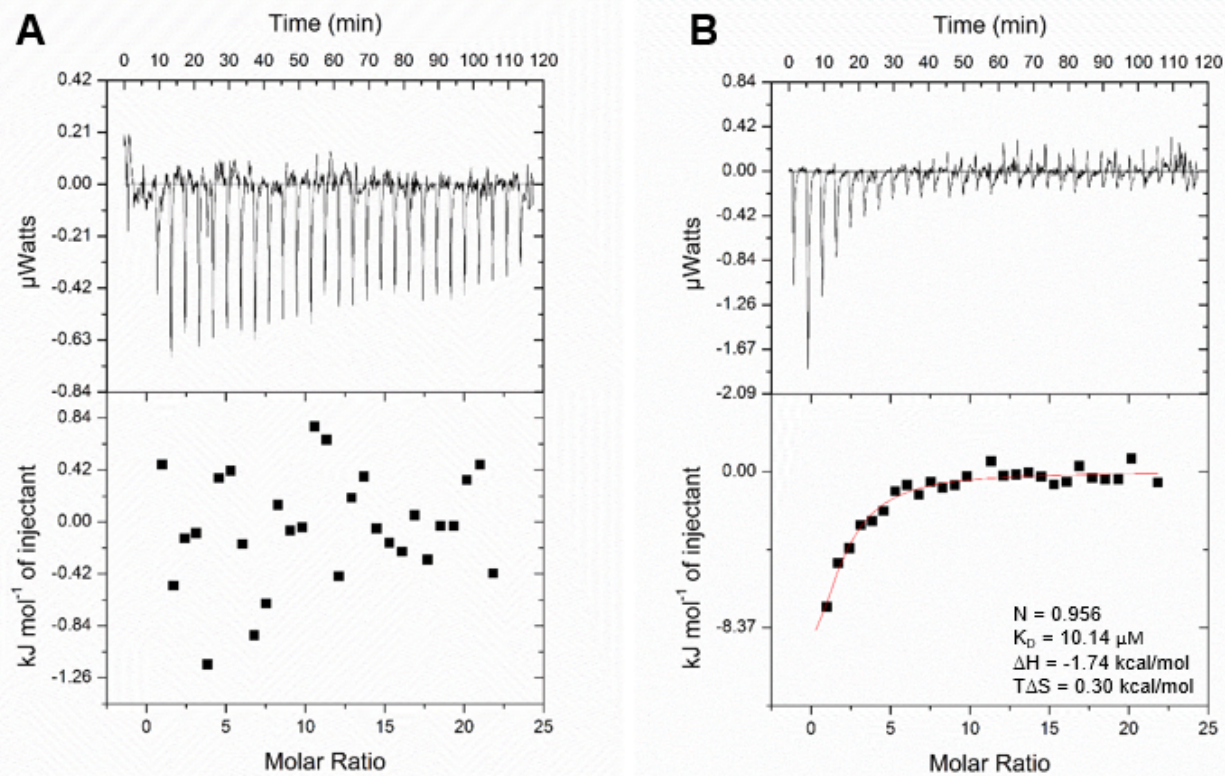 A
Time (min)
0 10 20 30 40 50 60 70 80 90 100 110 120
0.42
0.21
0.00
-0.21
-0.42
-0.63
-0.84
µWatts
0.84
0.42
0.00
-0.42
-0.84
-1.26
kJ mol⁻¹ of injectant
0 5 10 15 20 25
Molar Ratio
B
Time (min)
0 10 20 30 40 50 60 70 80 90 100 110 120
0.84
0.42
0.00
-0.42
-0.84
-1.26
-1.67
-2.09
µWatts
0.00
-8.37
kJ mol⁻¹ of injectant
N = 0.956
K_D = 10.14 µM
ΔH = -1.74 kcal/mol
TΔS = 0.30 kcal/mol
0 5 10 15 20 25
Molar Ratio